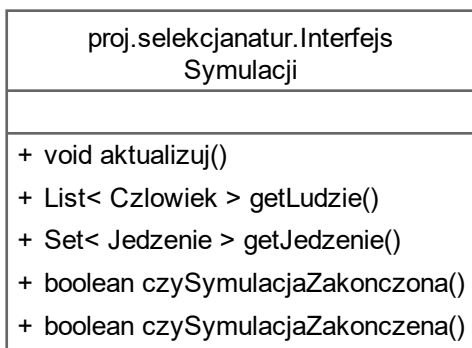 proj.selekcjanatur.Interfejs
Symulacji
+ void aktualizuj()
+ List< Czlowiek > getLudzie()
+ Set< Jedzenie > getJedzenie()
+ boolean czySymulacjaZakonczona()
+ boolean czySymulacjaZakonczena()